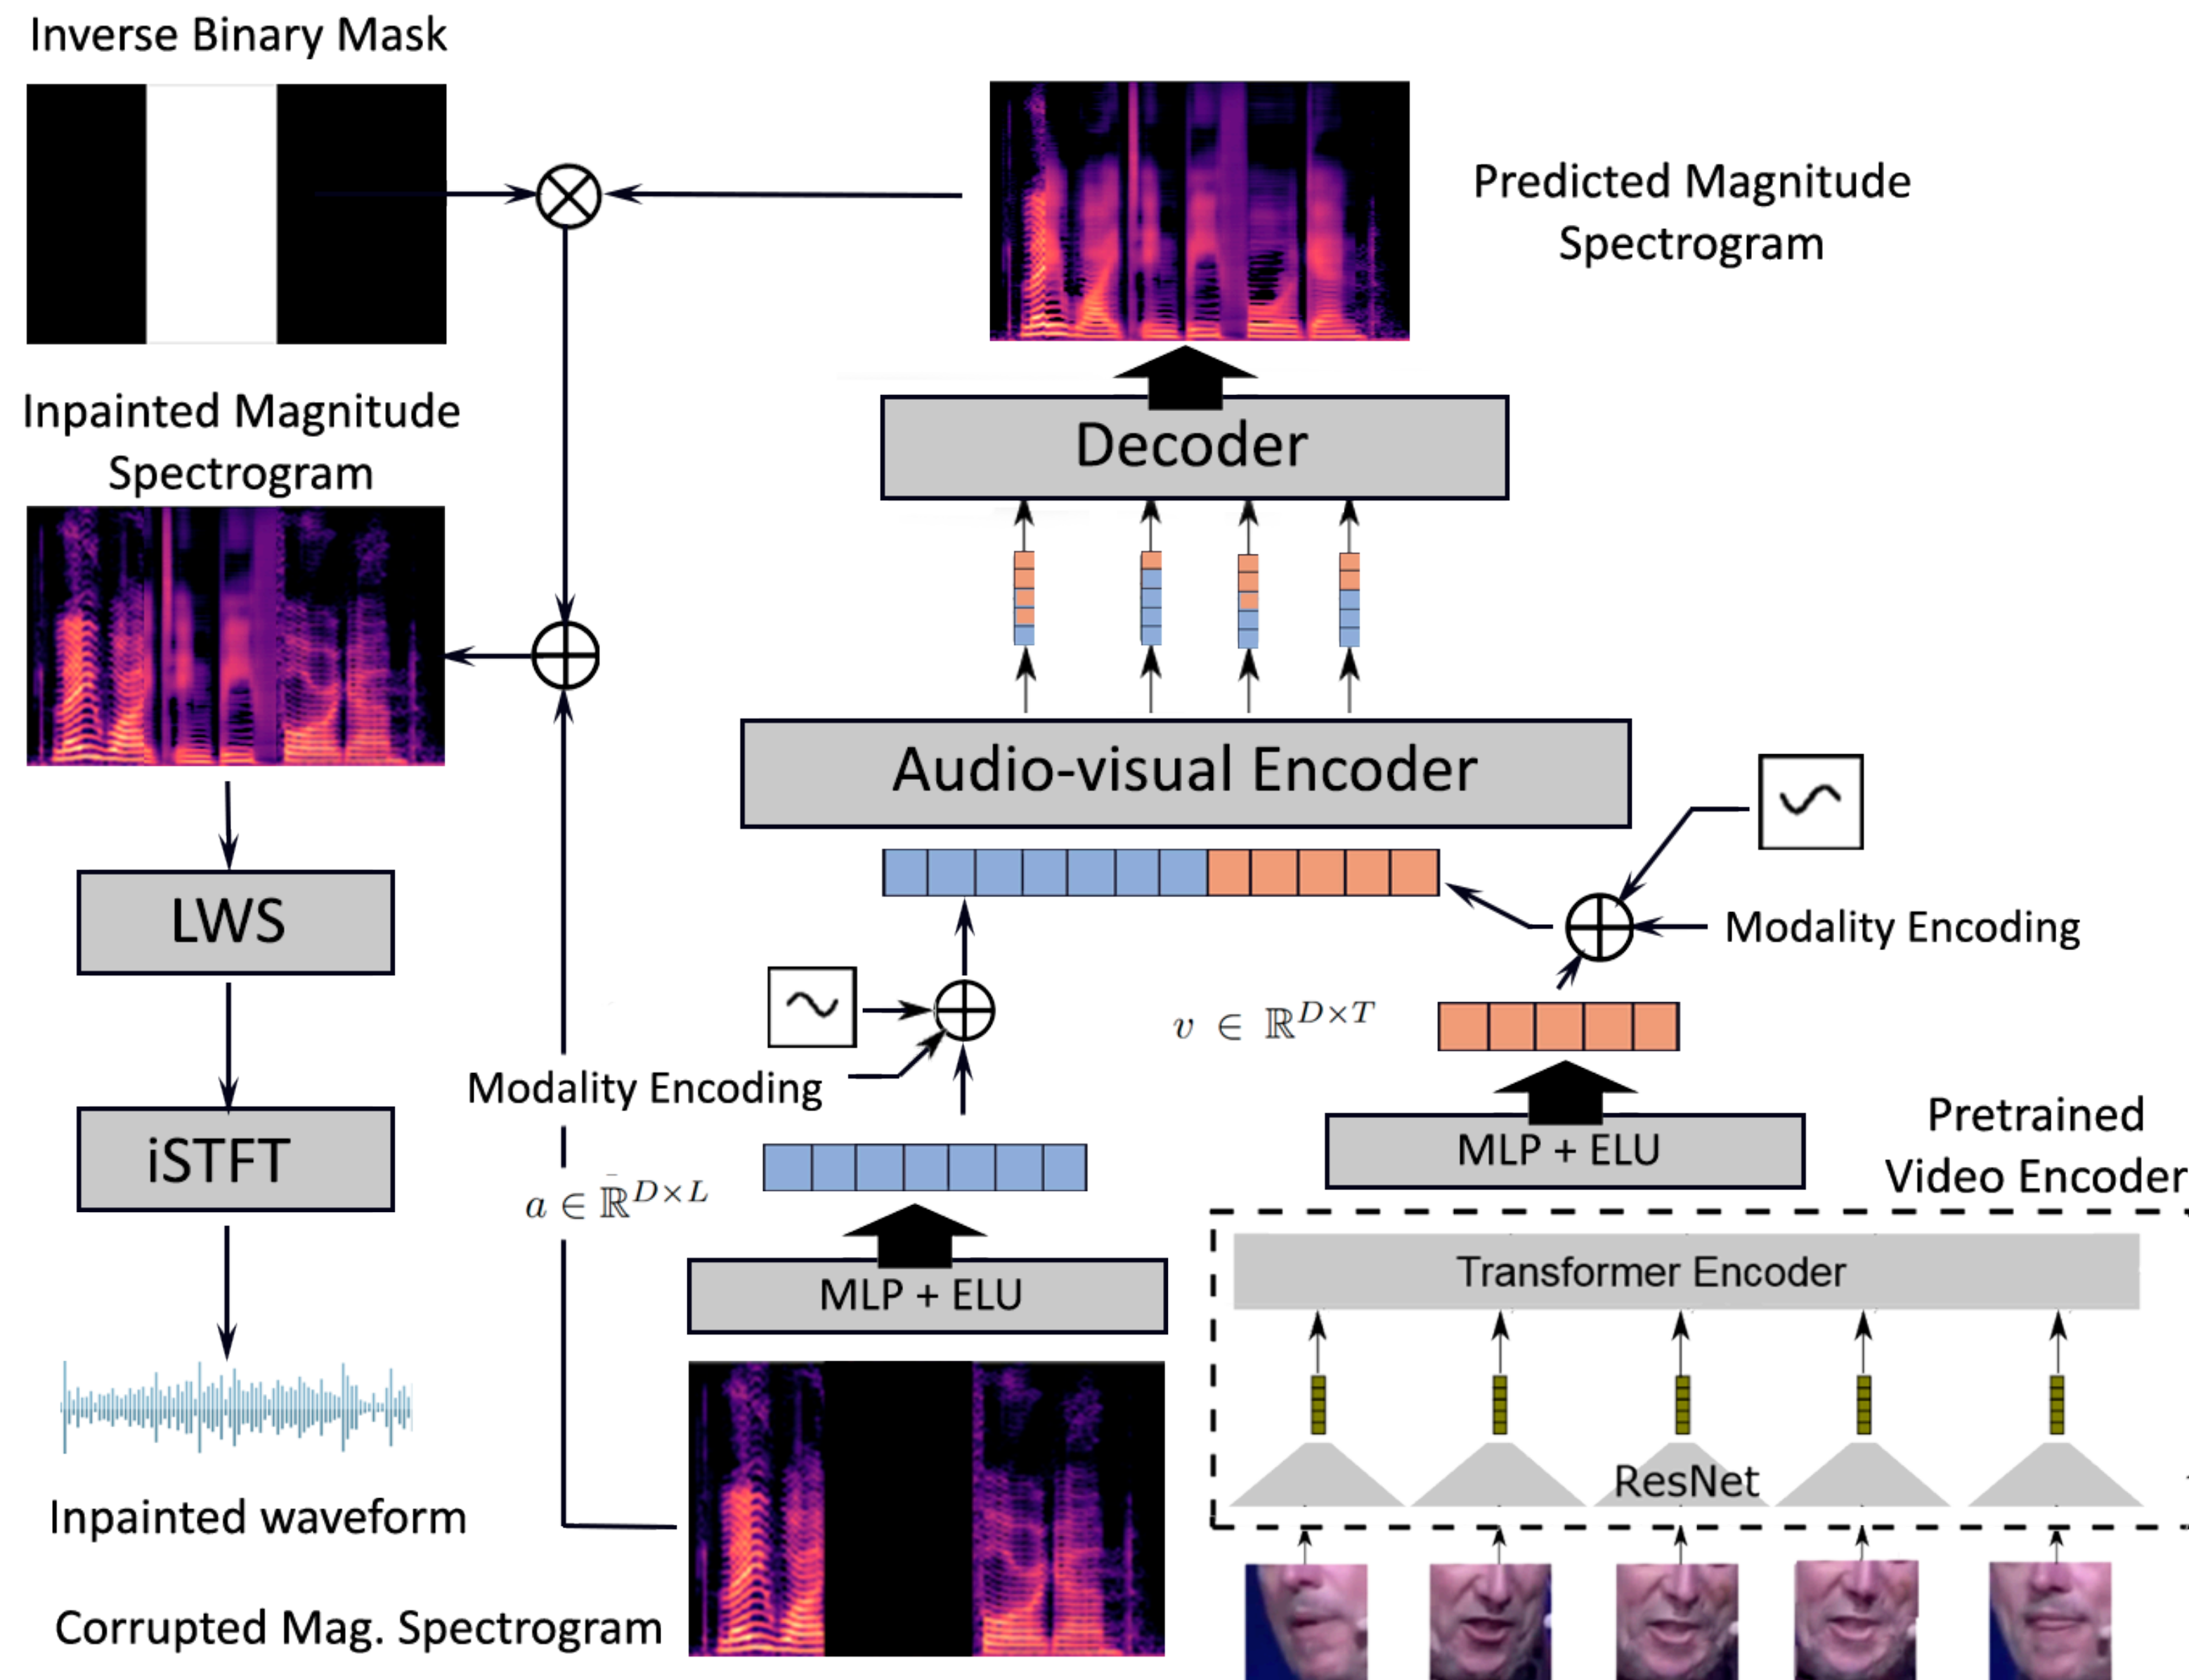 Inverse Binary Mask
Predicted Magnitude
Spectrogram
Inpainted Magnitude
Spectrogram
Decoder
Audio-visual Encoder
LWS
Modality Encoding
v ∈ ℝ^{D×T}
Modality Encoding
MLP + ELU
Pretrained
Video Encoder
iSTFT
a ∈ ℝ^{D×L}
MLP + ELU
Transformer Encoder
ResNet
Inpainted waveform
Corrupted Mag. Spectrogram